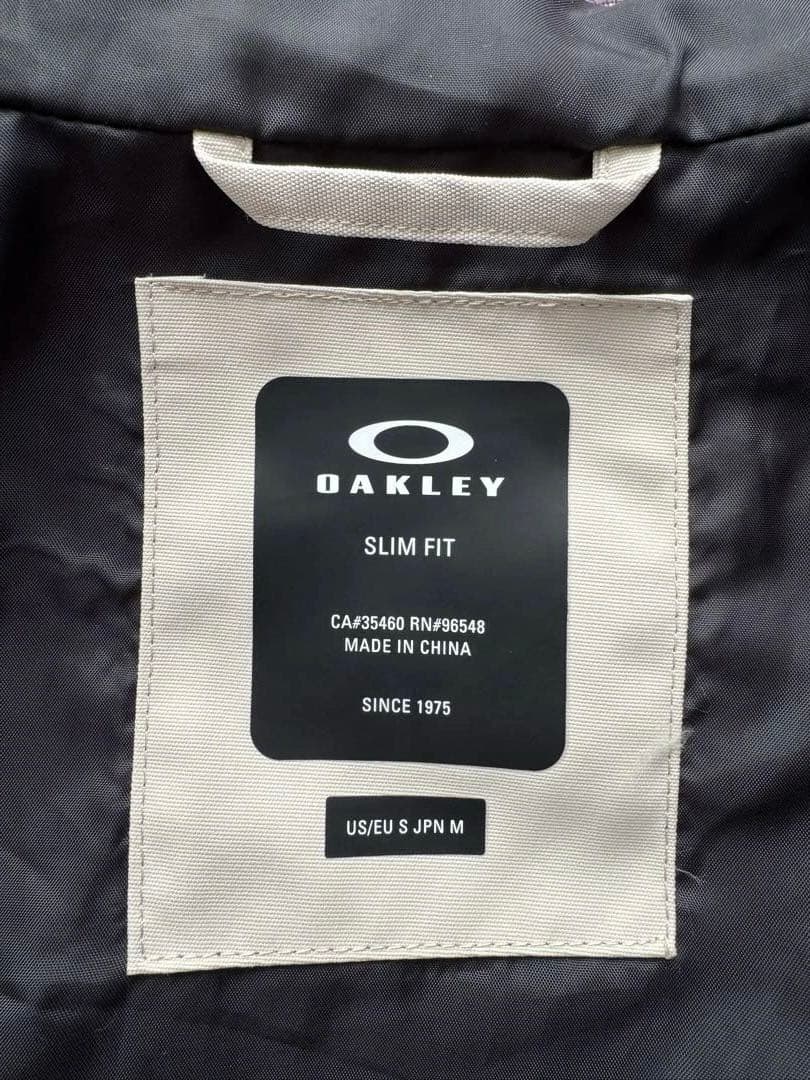 OAKLEY
SLIM FIT
CA#35460 RN#96548
MADE IN CHINA
SINCE 1975
US/EU S JPN M